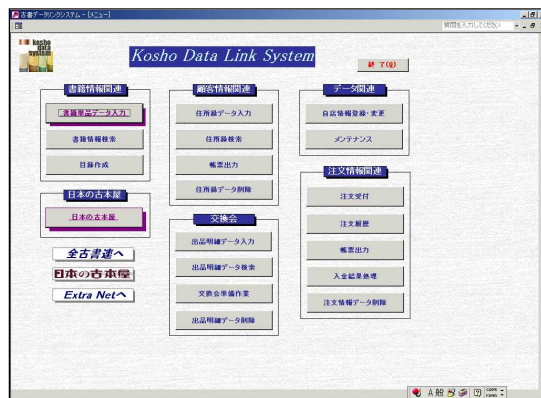 古書データリンクシステム - [メニュー]
質問を入力してください
kosho
data
system
Kosho Data Link System
終 了(Q)
書籍情報関連
書籍単品データ入力
書籍情報検索
目録作成
日本の古本屋
日本の古本屋
全古書連へ
日本の古本屋
Extra Netへ
顧客情報関連
住所録データ入力
住所録検索
帳票出力
住所録データ削除
交換会
出品明細データ入力
出品明細データ検索
交換会準備作業
出品明細データ削除
データ関連
自店情報登録・変更
メンテナンス
注文情報関連
注文受付
注文履歴
帳票出力
入金結果処理
注文情報データ削除
A 般
CAPS
KANA